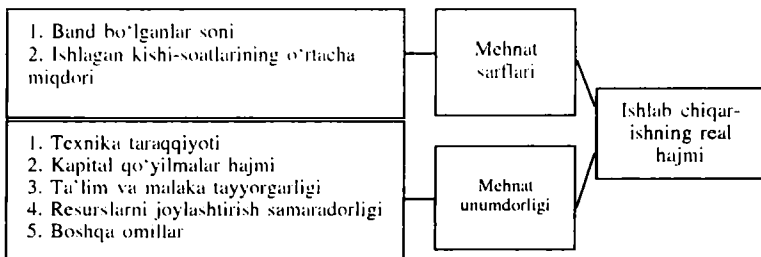 1. Band bo‘lganlar soni
2. Ishlagan kishi-soatlarining o‘rtacha
miqdori
Mehnat
sarflari
Ishlab chiqar-
ishning real
hajmi
1. Texnika taraqqiyoti
2. Kapital qo‘yilmalar hajmi
3. Ta’lim va malaka tayyorgarligi
4. Resurslarni joylashtirish samaradorligi
5. Boshqa omillar
Mehnat
unumdorligi